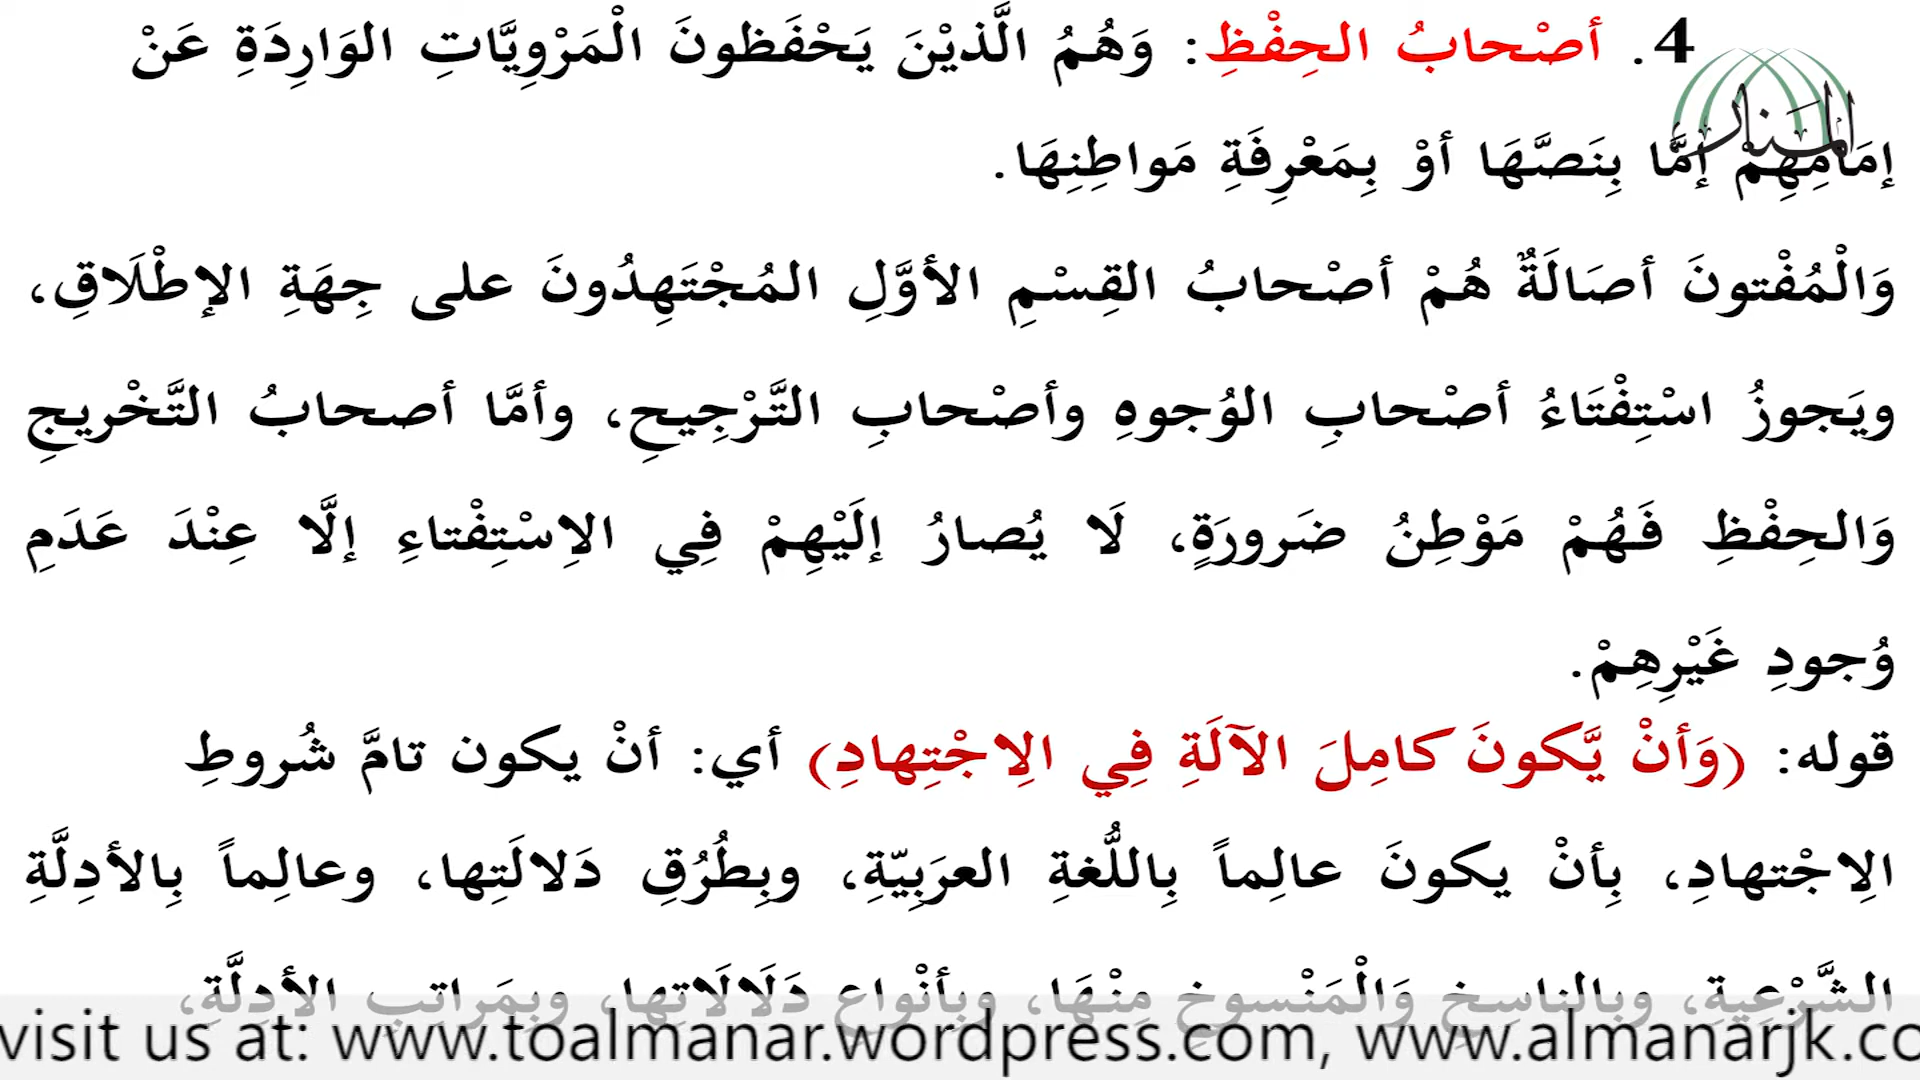 4. أصْحابُ الحِفْظِ: وَهُمُ الَّذيْنَ يَحْفَظونَ الْمَرْوِيَّاتِ الوَارِدَةِ عَنْ
المنار
إمَامِهِمْ إمَّا بِنَصَّهَا أوْ بِمَعْرِفَةِ مَواطِنِهَا.
وَالْمُفْتونَ أصَالَةٌ هُمْ أصْحابُ القِسْمِ الأوَّلِ المُجْتَهِدُونَ على جِهَةِ الإطْلَاقِ،
ويَجوزُ اسْتِفْتَاءُ أصْحابِ الوُجوهِ وأصْحابِ التَّرْجِيحِ، وأمَّا أصحابُ التَّخْريجِ
وَالحِفْظِ فَهُمْ مَوْطِنُ ضَرورَةٍ، لَا يُصارُ إلَيْهِمْ فِي الاِسْتِفْتاءِ إلَّا عِنْدَ عَدَمِ
وُجودِ غَيْرِهِمْ.
قوله: (وَأنْ يَّكونَ كامِلَ الآلَةِ فِي الاِجْتِهادِ) أي: أنْ يكون تامَّ شُروطِ
الاِجْتهادِ، بِأنْ يكونَ عالِماً بِاللُّغةِ العرَبِيّةِ، وبِطُرُقِ دَلالَتِها، وعالِماً بِالأدِلَّةِ
الشَّرْعِيةِ، وبالناسِخِ وَالْمَنْسوخِ مِنْهَا، وبأنْواعِ دَلَالَاتِها، وبِمَراتِبِ الأدِلَّةِ،
visit us at: www.toalmanar.wordpress.com, www.almanarjk.co